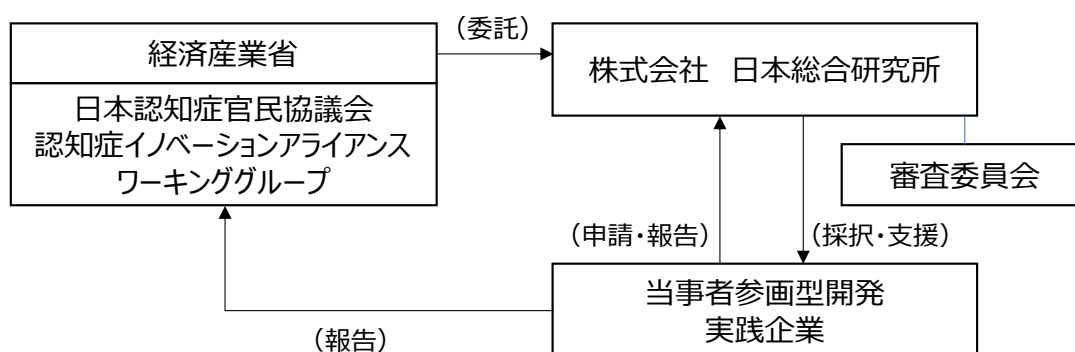 経済産業省
日本認知症官民協議会
認知症イノベーションアライアンス
ワーキンググループ
（委託）
株式会社　日本総合研究所
審査委員会
（申請・報告）
（採択・支援）
当事者参画型開発
実践企業
（報告）